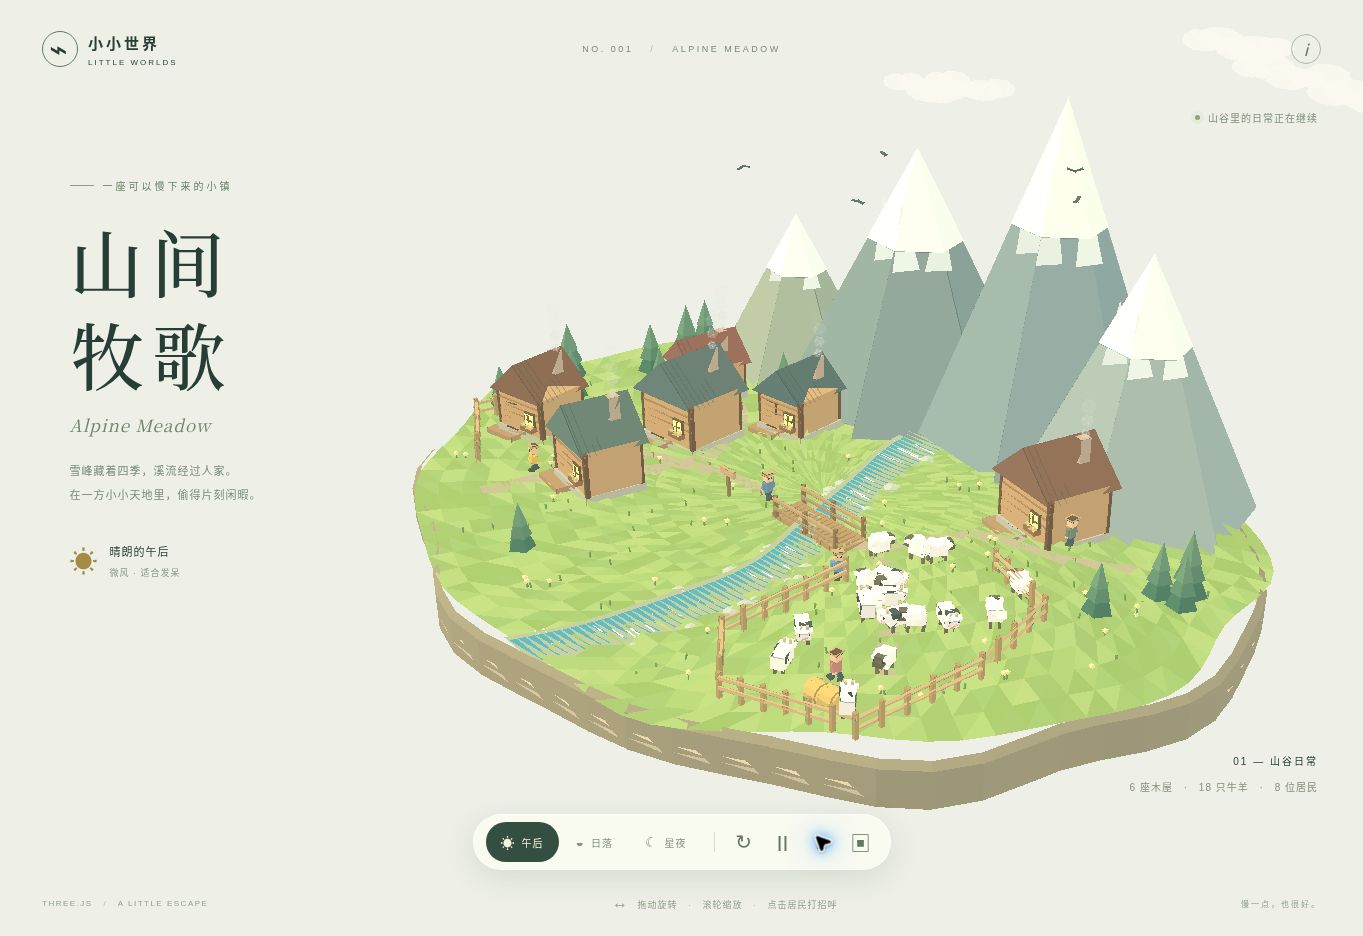 小小世界
LITTLE WORLDS
NO. 001 / ALPINE MEADOW
i
山谷里的日常正在继续
一座可以慢下来的小镇
山间
牧歌
Alpine Meadow
雪峰藏着四季，溪流经过人家。
在一方小小天地里，偷得片刻闲暇。
晴朗的午后
微风 · 适合发呆
01 — 山谷日常
6 座木屋 · 18 只牛羊 · 8 位居民
午后 日落 星夜
THREE.JS / A LITTLE ESCAPE
↔ 拖动旋转 · 滚轮缩放 · 点击居民打招呼
慢一点，也很好。